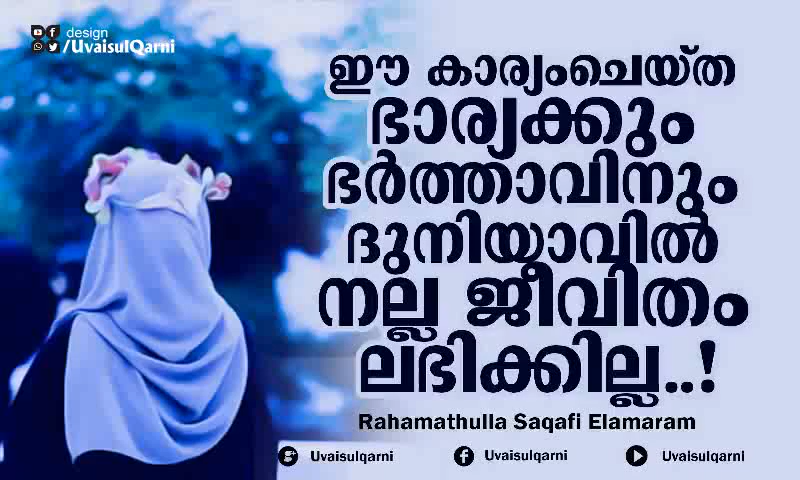 design
/UvaisulQarni
ഈ കാര്യംചെയ്ത
ഭാര്യക്കും
ഭർത്താവിനും
ദുനിയാവിൽ
നല്ല ജീവിതം
ലഭിക്കില്ല..!
Rahamathulla Saqafi Elamaram
Uvaisulqarni Uvaisulqarni Uvaisulqarni